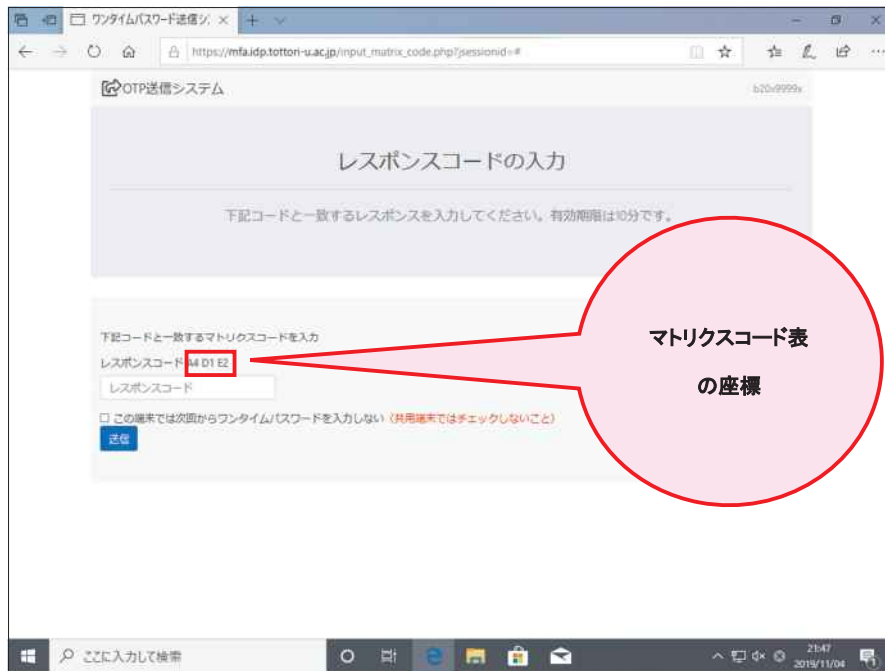 ワンタイムパスワード送信シ
https://mfa.idp.tottori-u.ac.jp/input_matrix_code.php?jsessionid=#
OTP送信システム
b20x9999x
レスポンスコードの入力
下記コードと一致するレスポンスを入力してください。有効期限は10分です。
下記コードと一致するマトリクスコードを入力
レスポンスコード A4 D1 E2
レスポンスコード
この端末では次回からワンタイムパスワードを入力しない（共用端末ではチェックしないこと）
送信
マトリクスコード表
の座標
ここに入力して検索
21:47
2019/11/04